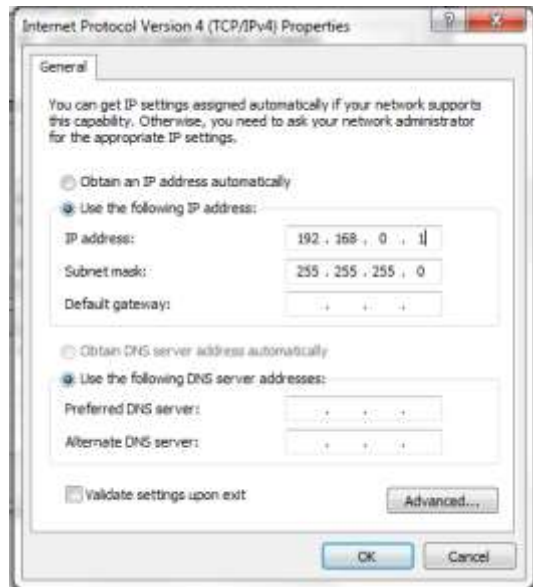 Internet Protocol Version 4 (TCP/IPv4) Properties
General
You can get IP settings assigned automatically if your network supports
this capability. Otherwise, you need to ask your network administrator
for the appropriate IP settings.
Obtain an IP address automatically
Use the following IP address:
IP address: 192 . 168 . 0 . 1
Subnet mask: 255 . 255 . 255 . 0
Default gateway: . . .
Obtain DNS server address automatically
Use the following DNS server addresses:
Preferred DNS server: . . .
Alternate DNS server: . . .
Validate settings upon exit
Advanced...
OK Cancel